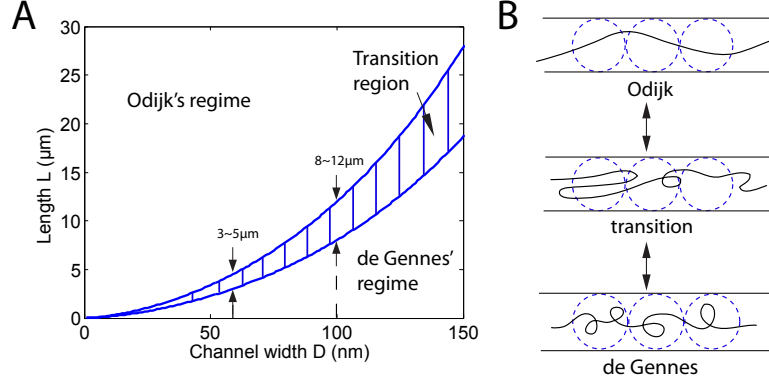 A
Length L (µm)
30
25
20
15
10
5
0
0
50
100
150
Channel width D (nm)
Odijk's regime
Transition
region
8~12µm
3~5µm
de Gennes'
regime
B
Odijk
transition
de Gennes